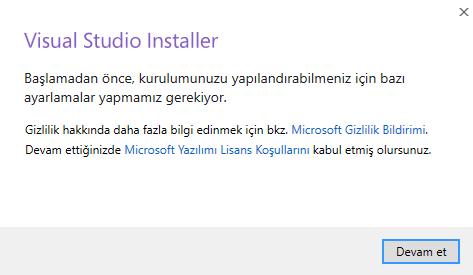 Visual Studio Installer
Başlamadan önce, kurulumunuzu yapılandırabilmeniz için bazı
ayarlamalar yapmamız gerekiyor.
Gizlilik hakkında daha fazla bilgi edinmek için bkz. Microsoft Gizlilik Bildirimi.
Devam ettiğinizde Microsoft Yazılımı Lisans Koşullarını kabul etmiş olursunuz.
Devam et